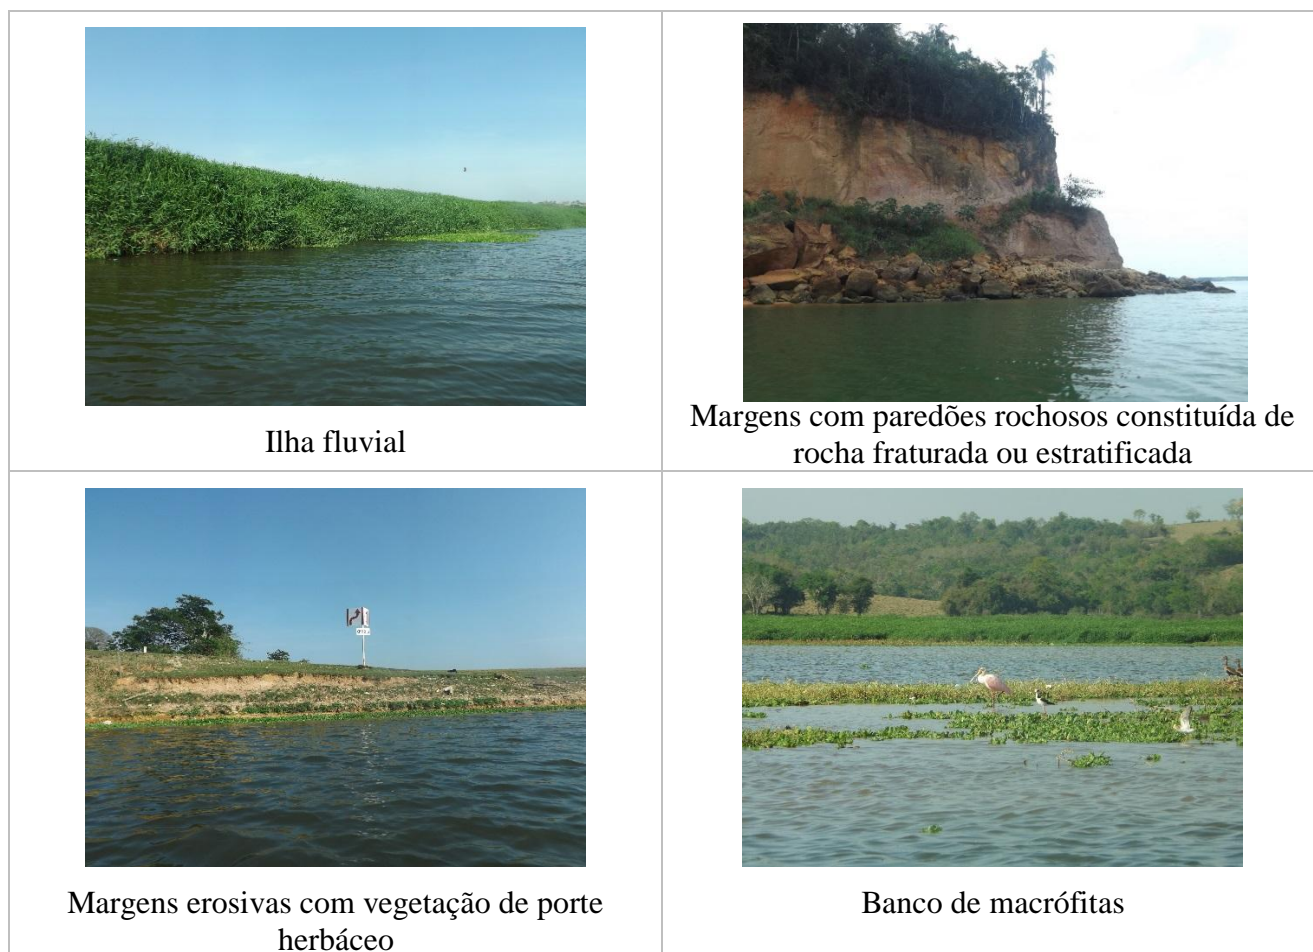 Ilha fluvial
Margens com paredões rochosos constituída de
rocha fraturada ou estratificada
Margens erosivas com vegetação de porte
herbáceo
Banco de macrófitas